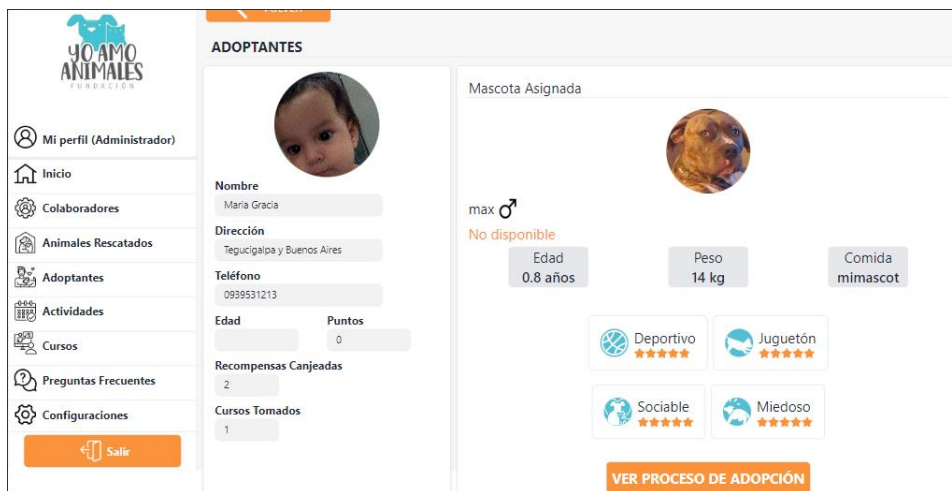 YO AMO
ANIMALES
FUNDACIÓN
Mi perfil (Administrador)
Inicio
Colaboradores
Animales Rescatados
Adoptantes
Actividades
Cursos
Preguntas Frecuentes
Configuraciones
Salir
ADOPTANTES
Nombre
Maria Gracia
Dirección
Tegucigalpa y Buenos Aires
Teléfono
0939531213
Edad Puntos
0
Recompensas Canjeadas
2
Cursos Tomados
1
Mascota Asignada
max
No disponible
Edad Peso Comida
0.8 años 14 kg mimascot
Deportivo Juguetón
Sociable Miedoso
VER PROCESO DE ADOPCIÓN